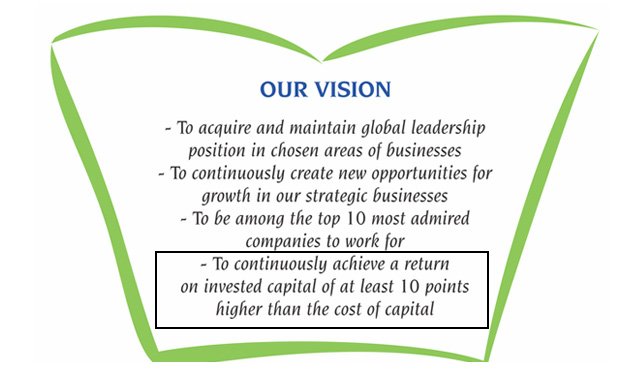 OUR VISION
- To acquire and maintain global leadership
position in chosen areas of businesses
- To continuously create new opportunities for
growth in our strategic businesses
- To be among the top 10 most admired
companies to work for
- To continuously achieve a return
on invested capital of at least 10 points
higher than the cost of capital